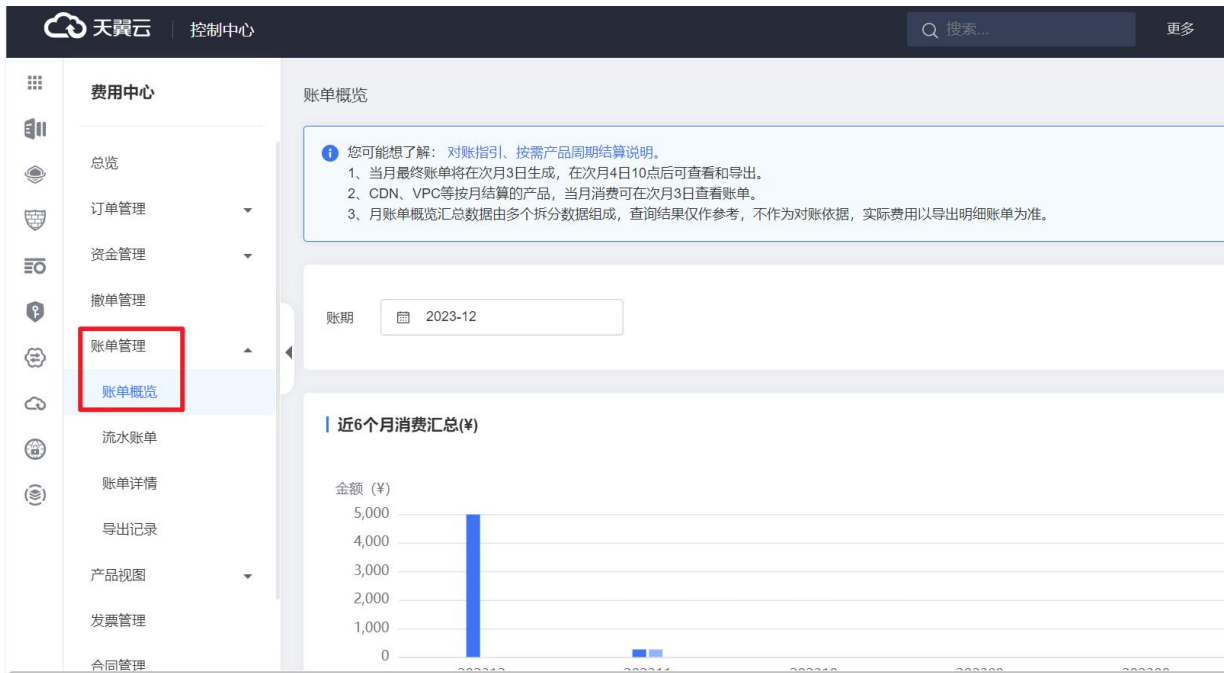 天翼云
控制中心
搜索...
更多
费用中心
总览
订单管理
资金管理
撤单管理
账单管理
账单概览
流水账单
账单详情
导出记录
产品视图
发票管理
合同管理
账单概览
您可能想了解：对账指引、按需产品周期结算说明。
1、当月最终账单将在次月3日生成，在次月4日10点后可查看和导出。
2、CDN、VPC等按月结算的产品，当月消费可在次月3日查看账单。
3、月账单概览汇总数据由多个拆分数据组成，查询结果仅作参考，不作为对账依据，实际费用以导出明细账单为准。
账期
2023-12
近6个月消费汇总(¥)
金额（¥）
5,000
4,000
3,000
2,000
1,000
0